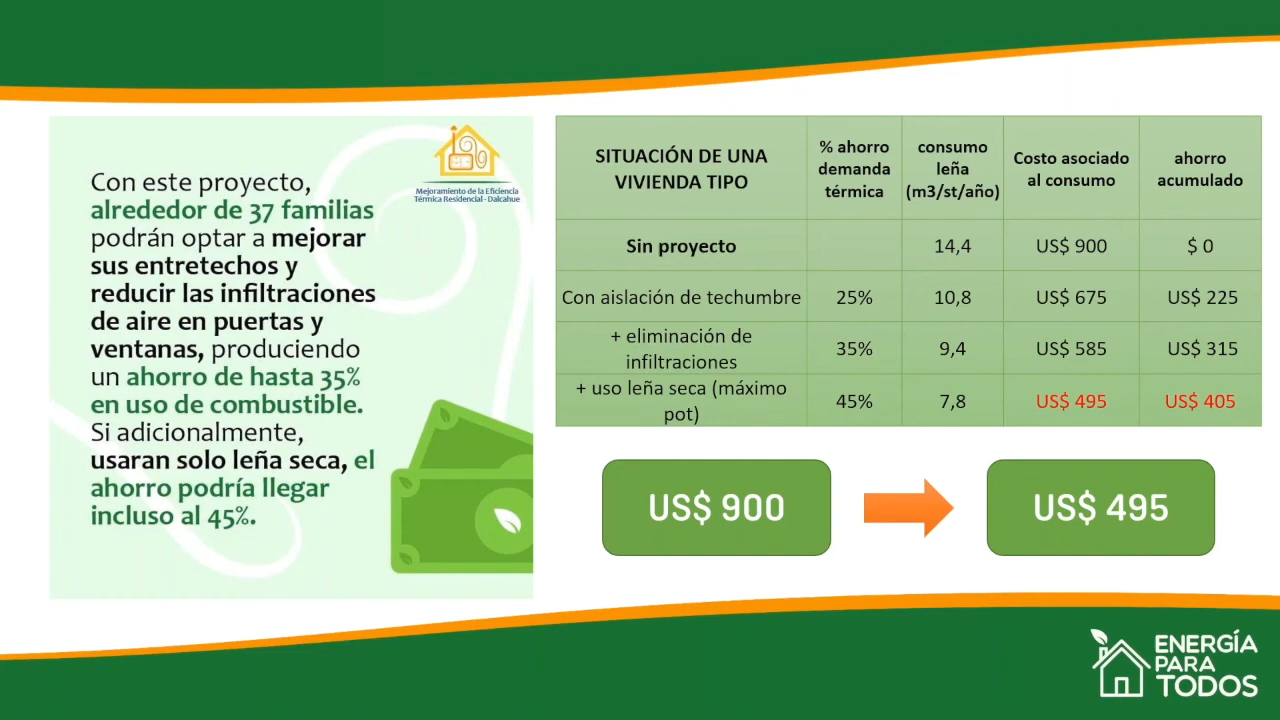 Mejoramiento de la Eficiencia
Térmica Residencial - Dalcahue
Con este proyecto,
alrededor de 37 familias
podrán optar a mejorar
sus entretechos y
reducir las infiltraciones
de aire en puertas y
ventanas, produciendo
un ahorro de hasta 35%
en uso de combustible.
Si adicionalmente,
usaran solo leña seca, el
ahorro podría llegar
incluso al 45%.
SITUACIÓN DE UNA
VIVIENDA TIPO
% ahorro
demanda
térmica
consumo
leña
(m3/st/año)
Costo asociado
al consumo
ahorro
acumulado
Sin proyecto
14,4
US$ 900
$ 0
Con aislación de techumbre
25%
10,8
US$ 675
US$ 225
+ eliminación de
infiltraciones
35%
9,4
US$ 585
US$ 315
+ uso leña seca (máximo
pot)
45%
7,8
US$ 495
US$ 405
US$ 900
US$ 495
ENERGÍA
PARA
TODOS